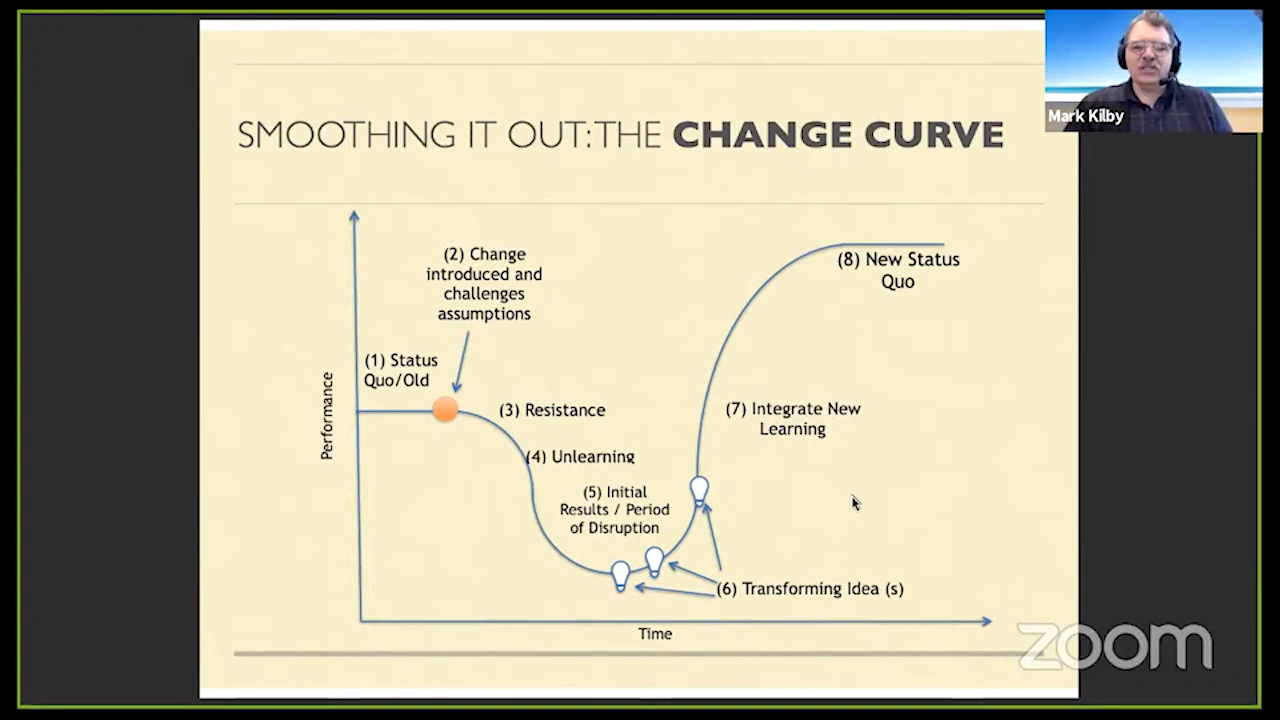 Mark Kilby
SMOOTHING IT OUT: THE CHANGE CURVE
(2) Change
introduced and
challenges
assumptions
(8) New Status
Quo
(1) Status
Quo/Old
Performance
(3) Resistance
(7) Integrate New
Learning
(4) Unlearning
(5) Initial
Results / Period
of Disruption
(6) Transforming Idea (s)
Time
zoom